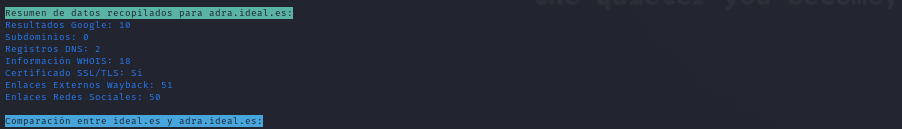 the quieter you become,
Resumen de datos recopilados para adra.ideal.es:
Resultados Google: 10
Subdominios: 0
Registros DNS: 2
Información WHOIS: 18
Certificado SSL/TLS: Sí
Enlaces Externos Wayback: 51
Enlaces Redes Sociales: 50
Comparación entre ideal.es y adra.ideal.es: